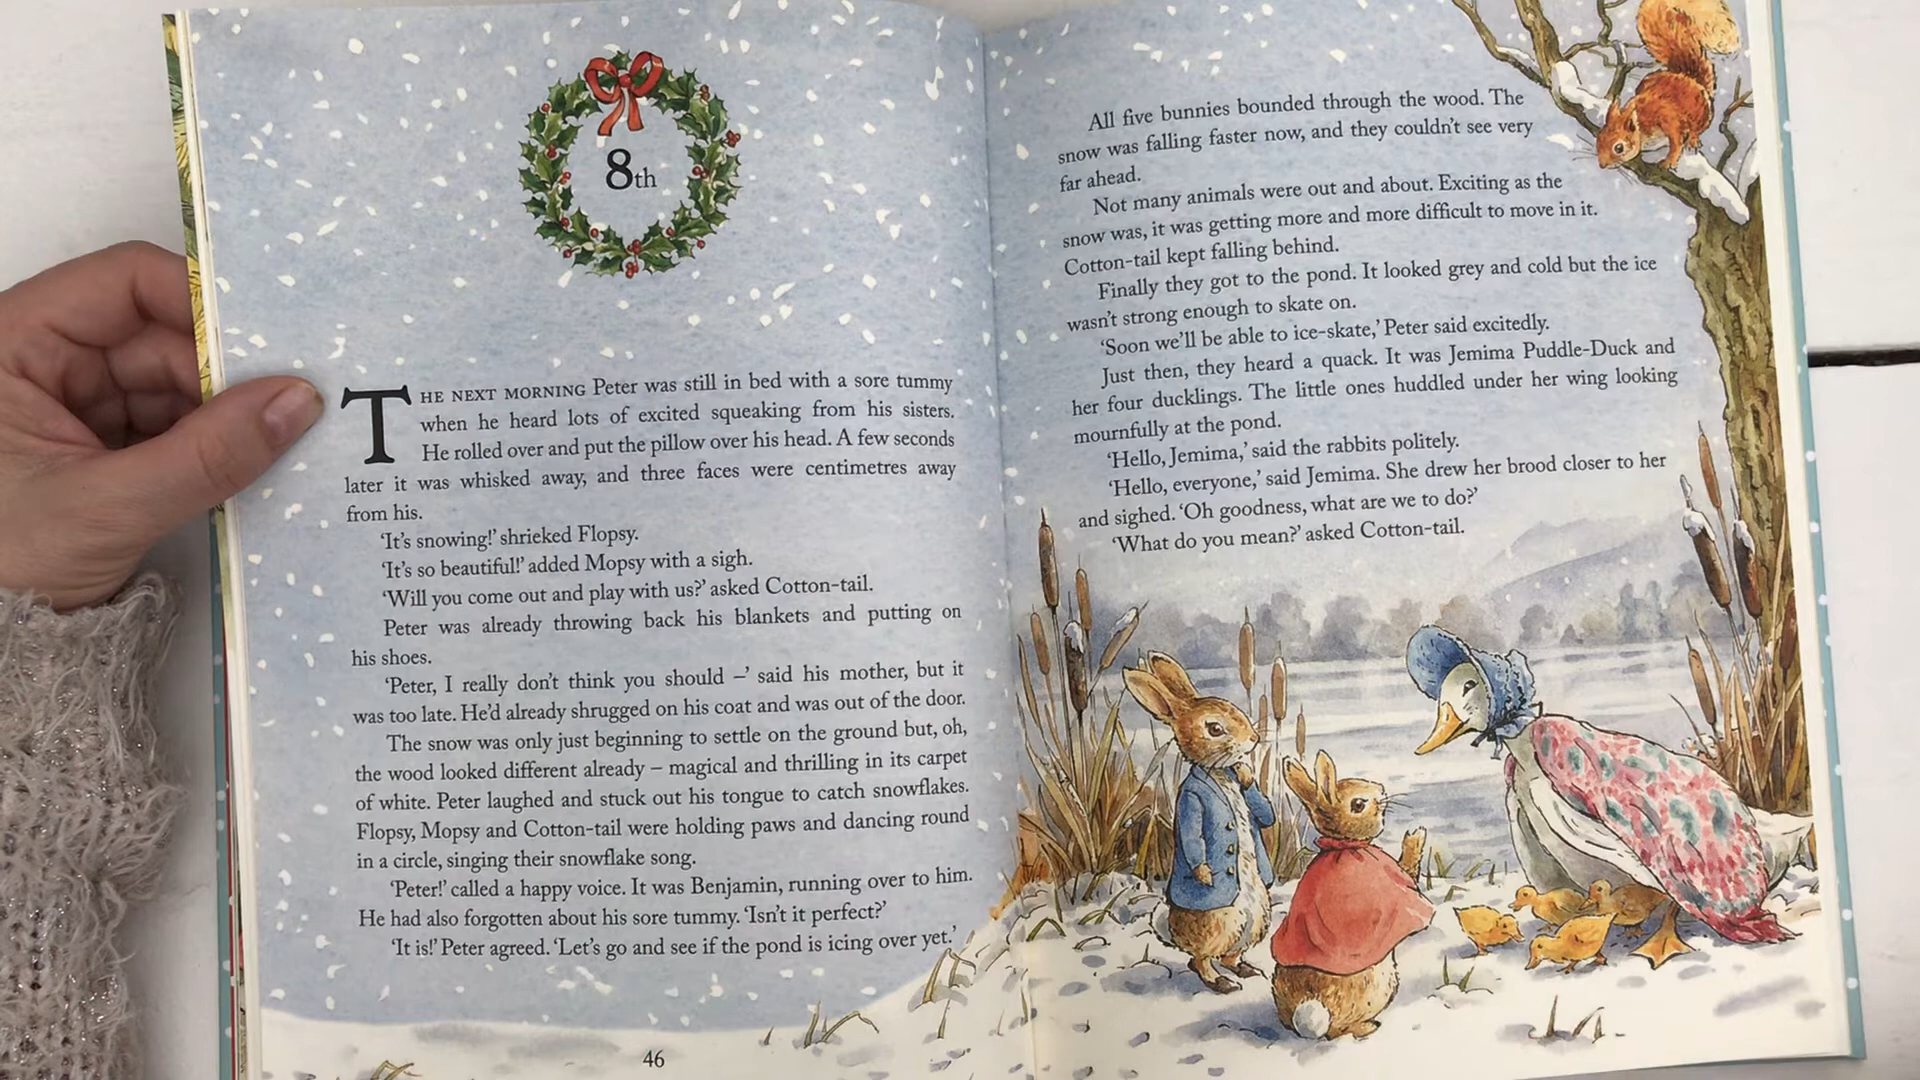 8th
THE NEXT MORNING Peter was still in bed with a sore tummy
when he heard lots of excited squeaking from his sisters.
He rolled over and put the pillow over his head. A few seconds
later it was whisked away, and three faces were centimetres away
from his.
‘It’s snowing!’ shrieked Flopsy.
‘It’s so beautiful!’ added Mopsy with a sigh.
‘Will you come out and play with us?’ asked Cotton-tail.
Peter was already throwing back his blankets and putting on
his shoes.
‘Peter, I really don’t think you should –’ said his mother, but it
was too late. He’d already shrugged on his coat and was out of the door.
The snow was only just beginning to settle on the ground but, oh,
the wood looked different already – magical and thrilling in its carpet
of white. Peter laughed and stuck out his tongue to catch snowflakes.
Flopsy, Mopsy and Cotton-tail were holding paws and dancing round
in a circle, singing their snowflake song.
‘Peter!’ called a happy voice. It was Benjamin, running over to him.
He had also forgotten about his sore tummy. ‘Isn’t it perfect?’
‘It is!’ Peter agreed. ‘Let’s go and see if the pond is icing over yet.’
46
All five bunnies bounded through the wood. The
snow was falling faster now, and they couldn’t see very
far ahead.
Not many animals were out and about. Exciting as the
snow was, it was getting more and more difficult to move in it.
Cotton-tail kept falling behind.
Finally they got to the pond. It looked grey and cold but the ice
wasn’t strong enough to skate on.
‘Soon we’ll be able to ice-skate,’ Peter said excitedly.
Just then, they heard a quack. It was Jemima Puddle-Duck and
her four ducklings. The little ones huddled under her wing looking
mournfully at the pond.
‘Hello, Jemima,’ said the rabbits politely.
‘Hello, everyone,’ said Jemima. She drew her brood closer to her
and sighed. ‘Oh goodness, what are we to do?’
‘What do you mean?’ asked Cotton-tail.